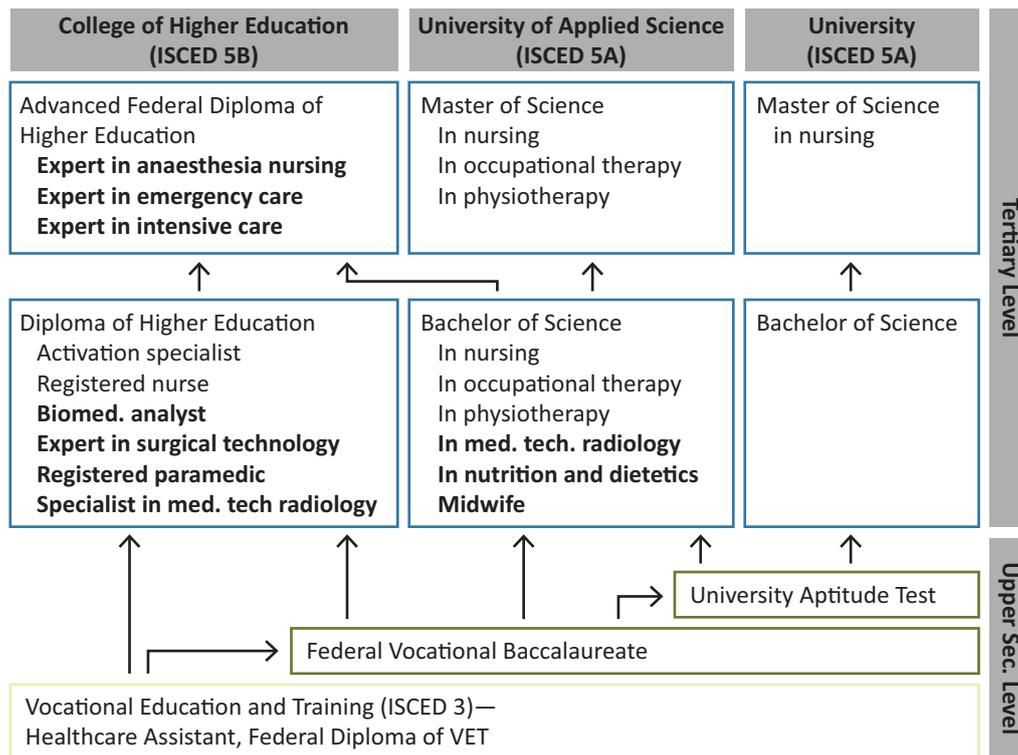 College of Higher Education
(ISCED 5B)
University of Applied Science
(ISCED 5A)
University
(ISCED 5A)
Advanced Federal Diploma of
Higher Education
Expert in anaesthesia nursing
Expert in emergency care
Expert in intensive care
Master of Science
In nursing
In occupational therapy
In physiotherapy
Master of Science
in nursing
Tertiary Level
Diploma of Higher Education
Activation specialist
Registered nurse
Biomed. analyst
Expert in surgical technology
Registered paramedic
Specialist in med. tech radiology
Bachelor of Science
In nursing
In occupational therapy
In physiotherapy
In med. tech. radiology
In nutrition and dietetics
Midwife
Bachelor of Science
University Aptitude Test
Federal Vocational Baccalaureate
Upper Sec. Level
Vocational Education and Training (ISCED 3)—
Healthcare Assistant, Federal Diploma of VET